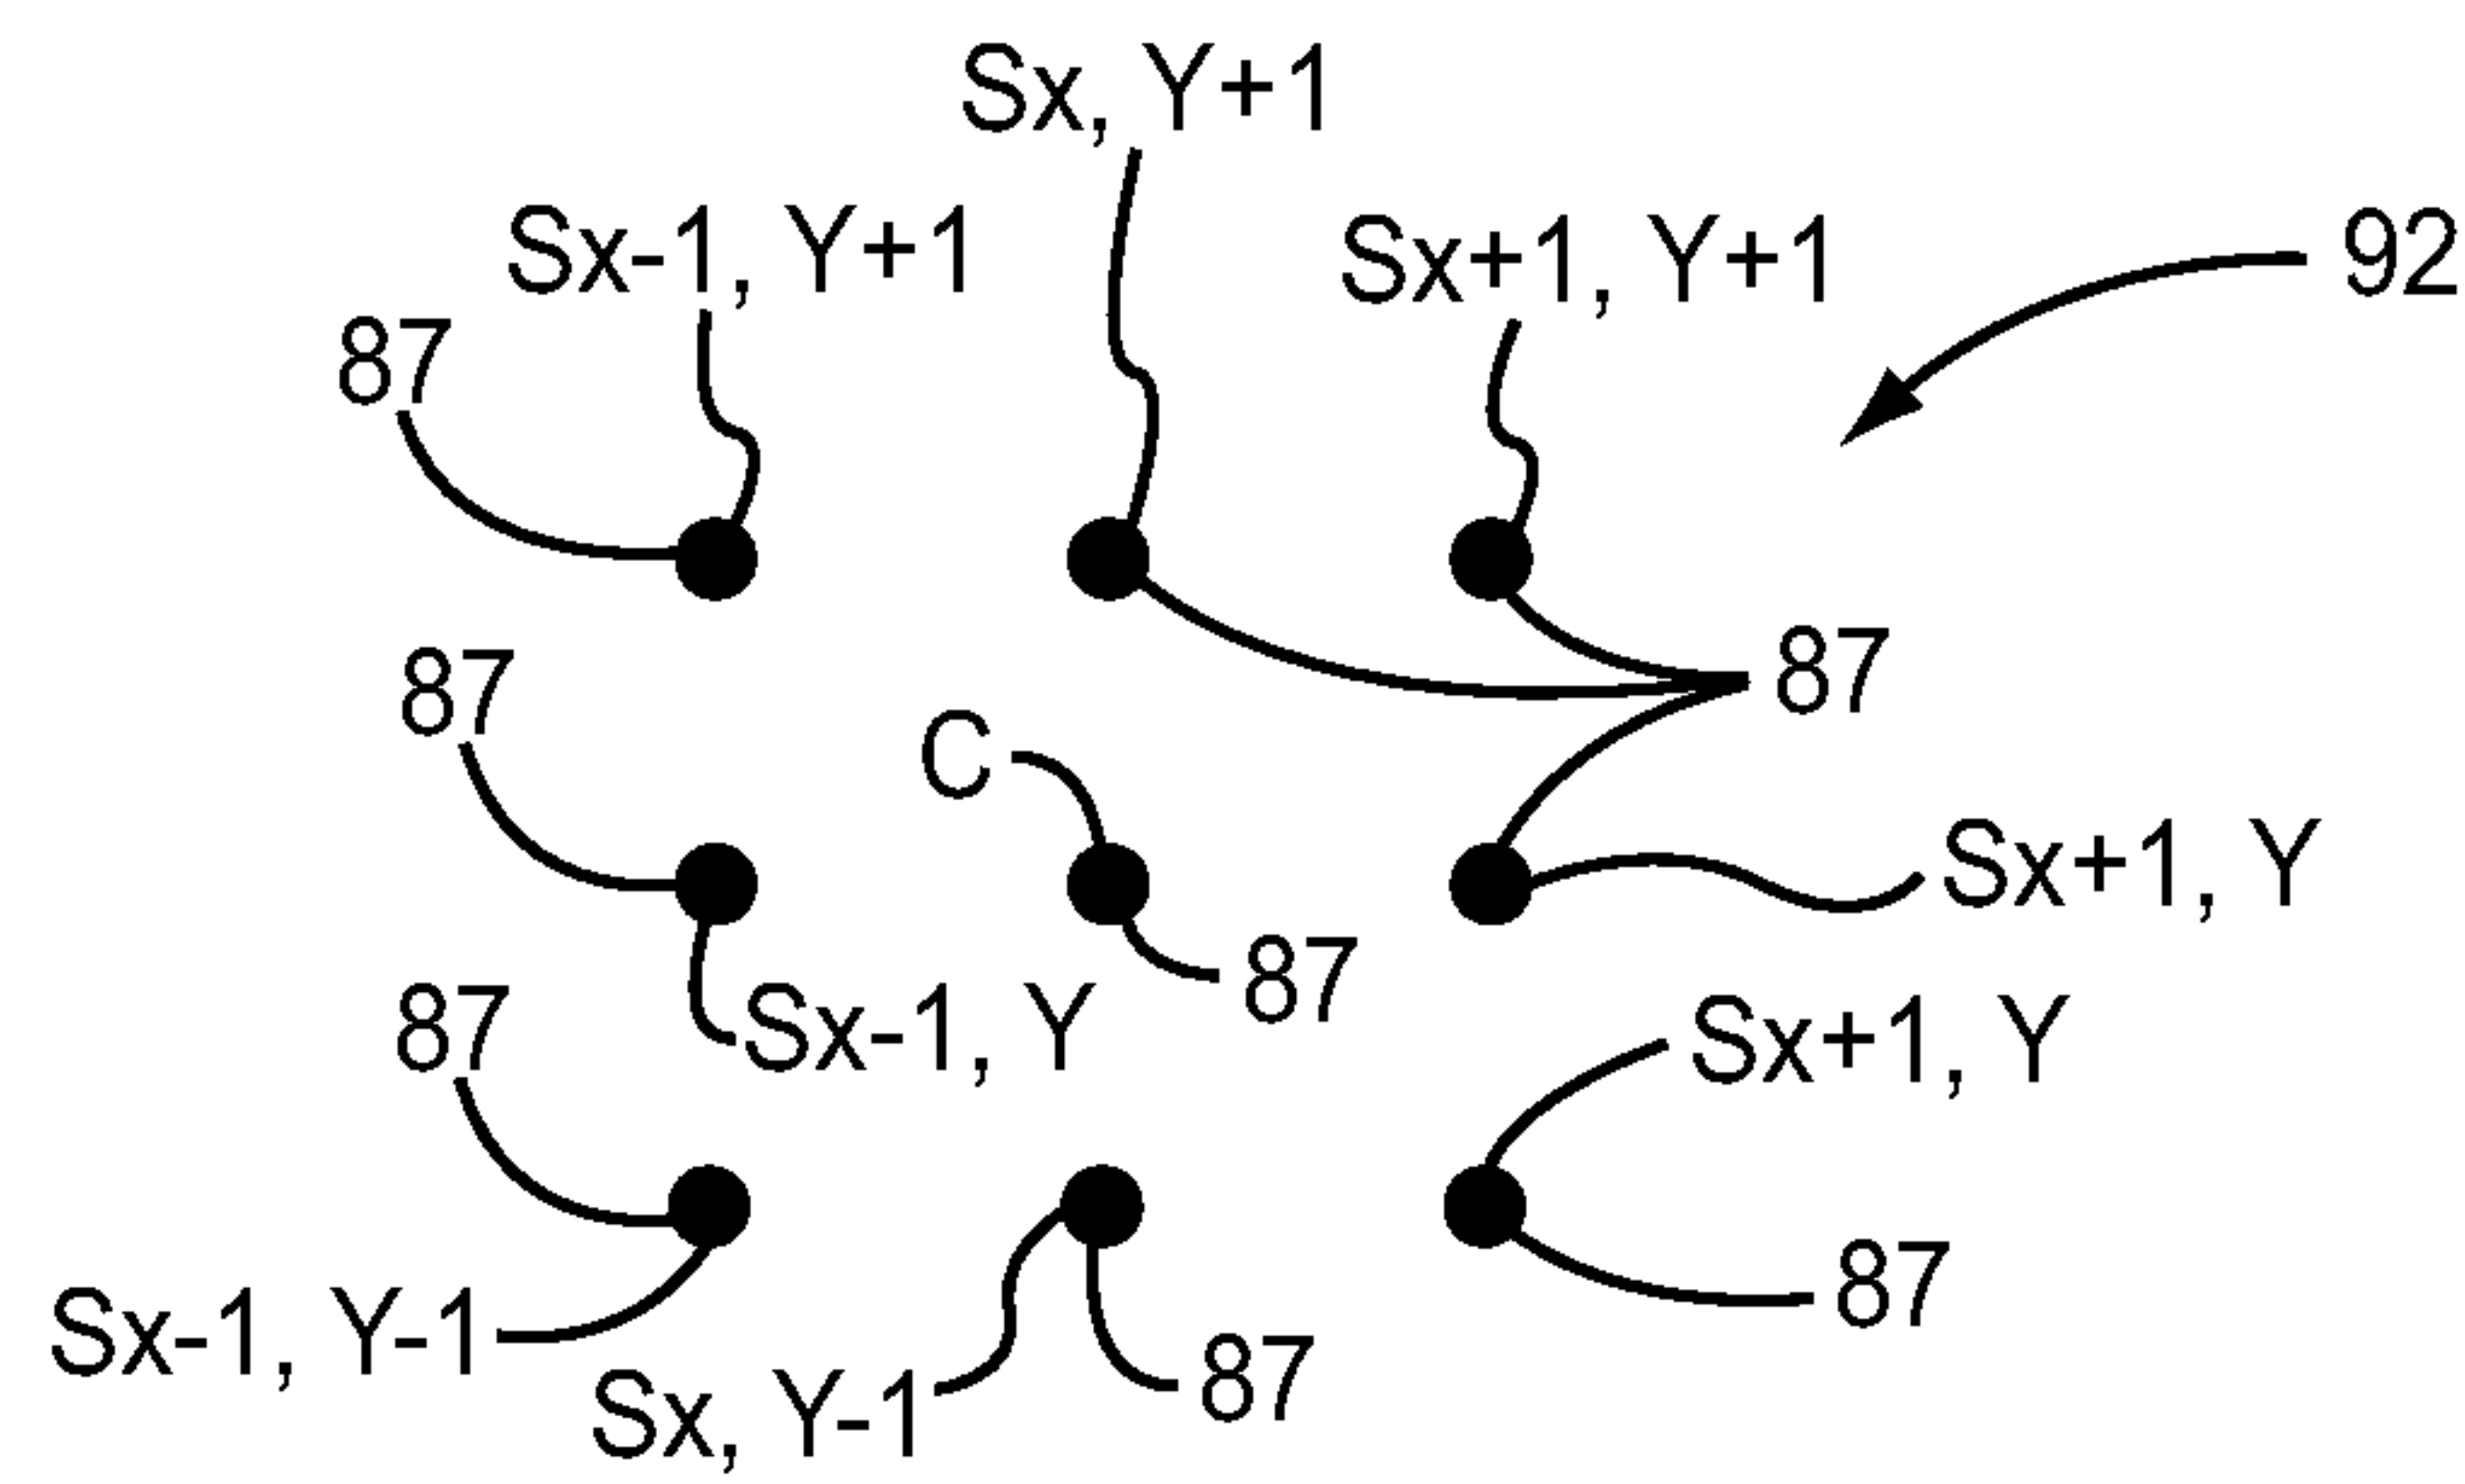 Sx, Y+1
Sx-1, Y+1
Sx+1, Y+1
92
87
87
87
C
Sx+1, Y
87
87
Sx-1, Y
Sx+1, Y
87
Sx-1, Y-1
Sx, Y-1
87